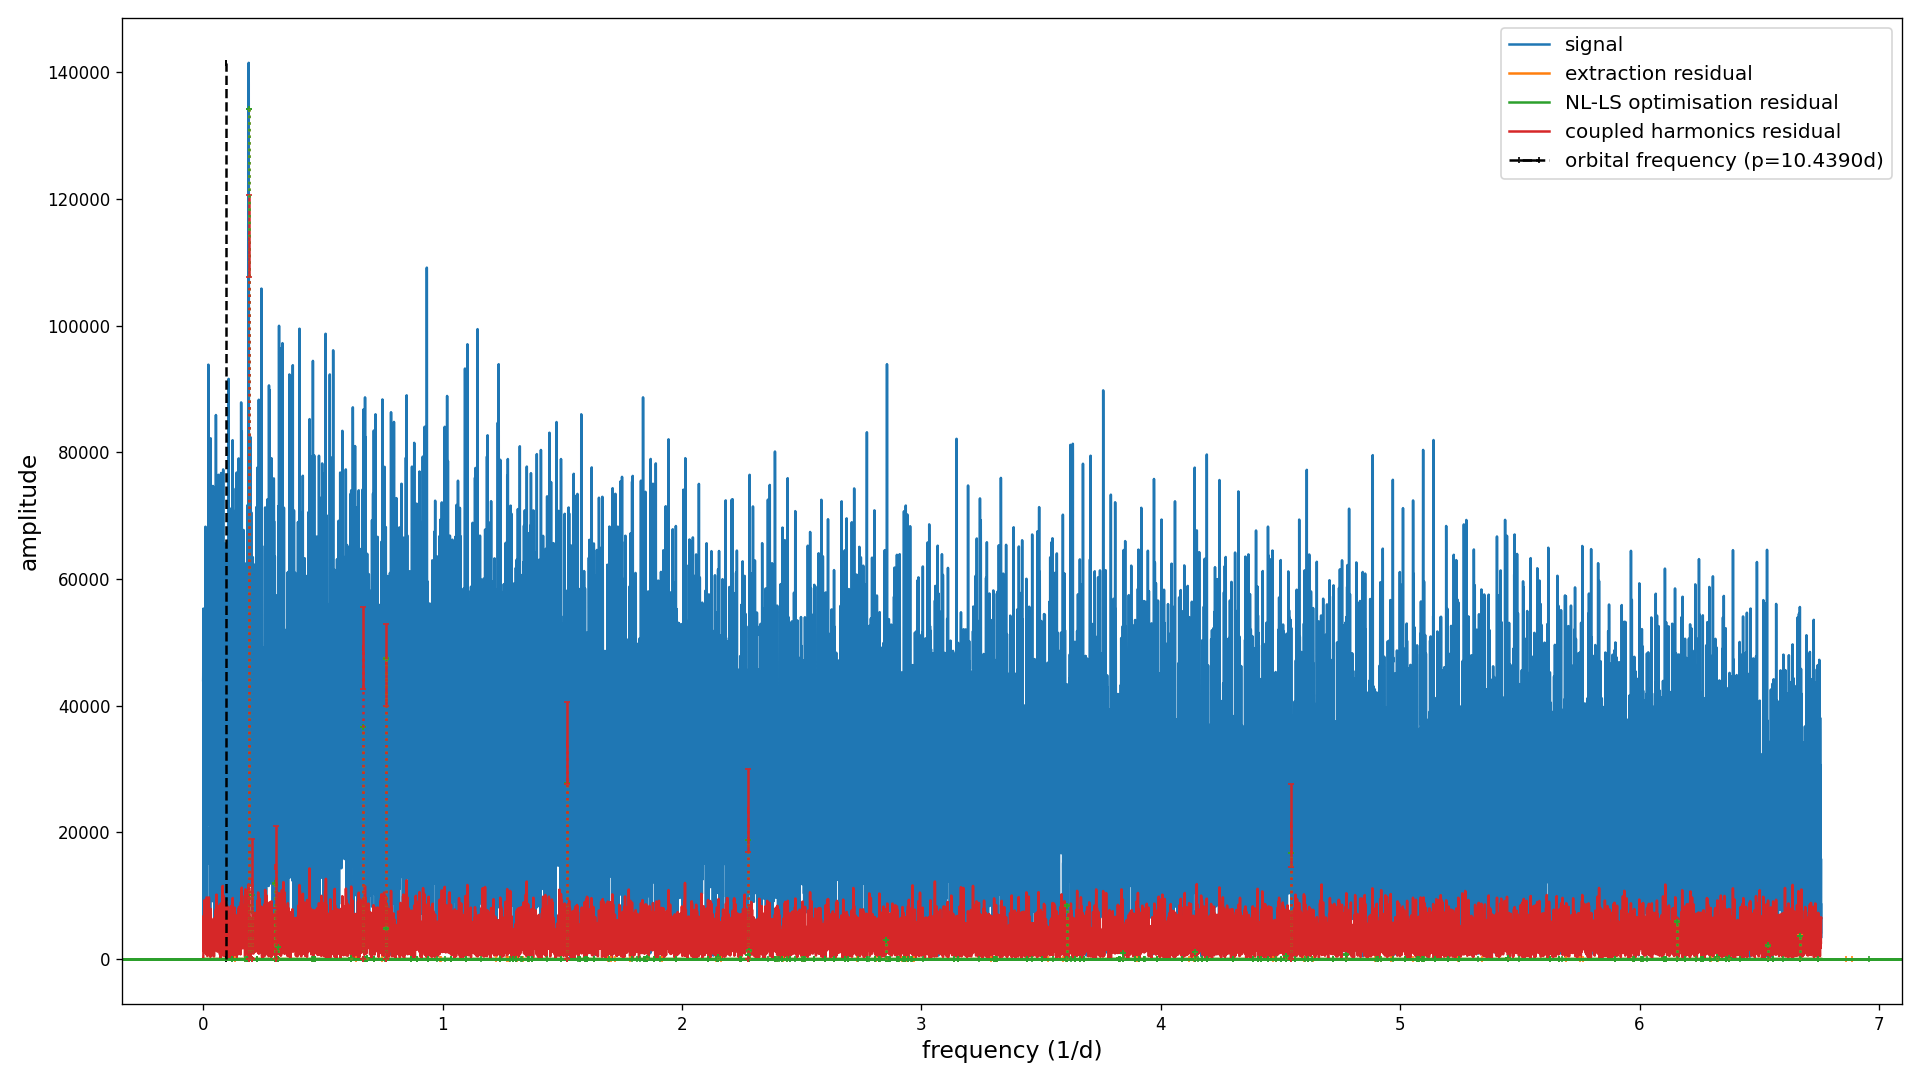 signal
extraction residual
NL-LS optimisation residual
coupled harmonics residual
orbital frequency (p=10.4390d)
140000
120000
100000
80000
60000
40000
20000
0
amplitude
0 1 2 3 4 5 6 7
frequency (1/d)